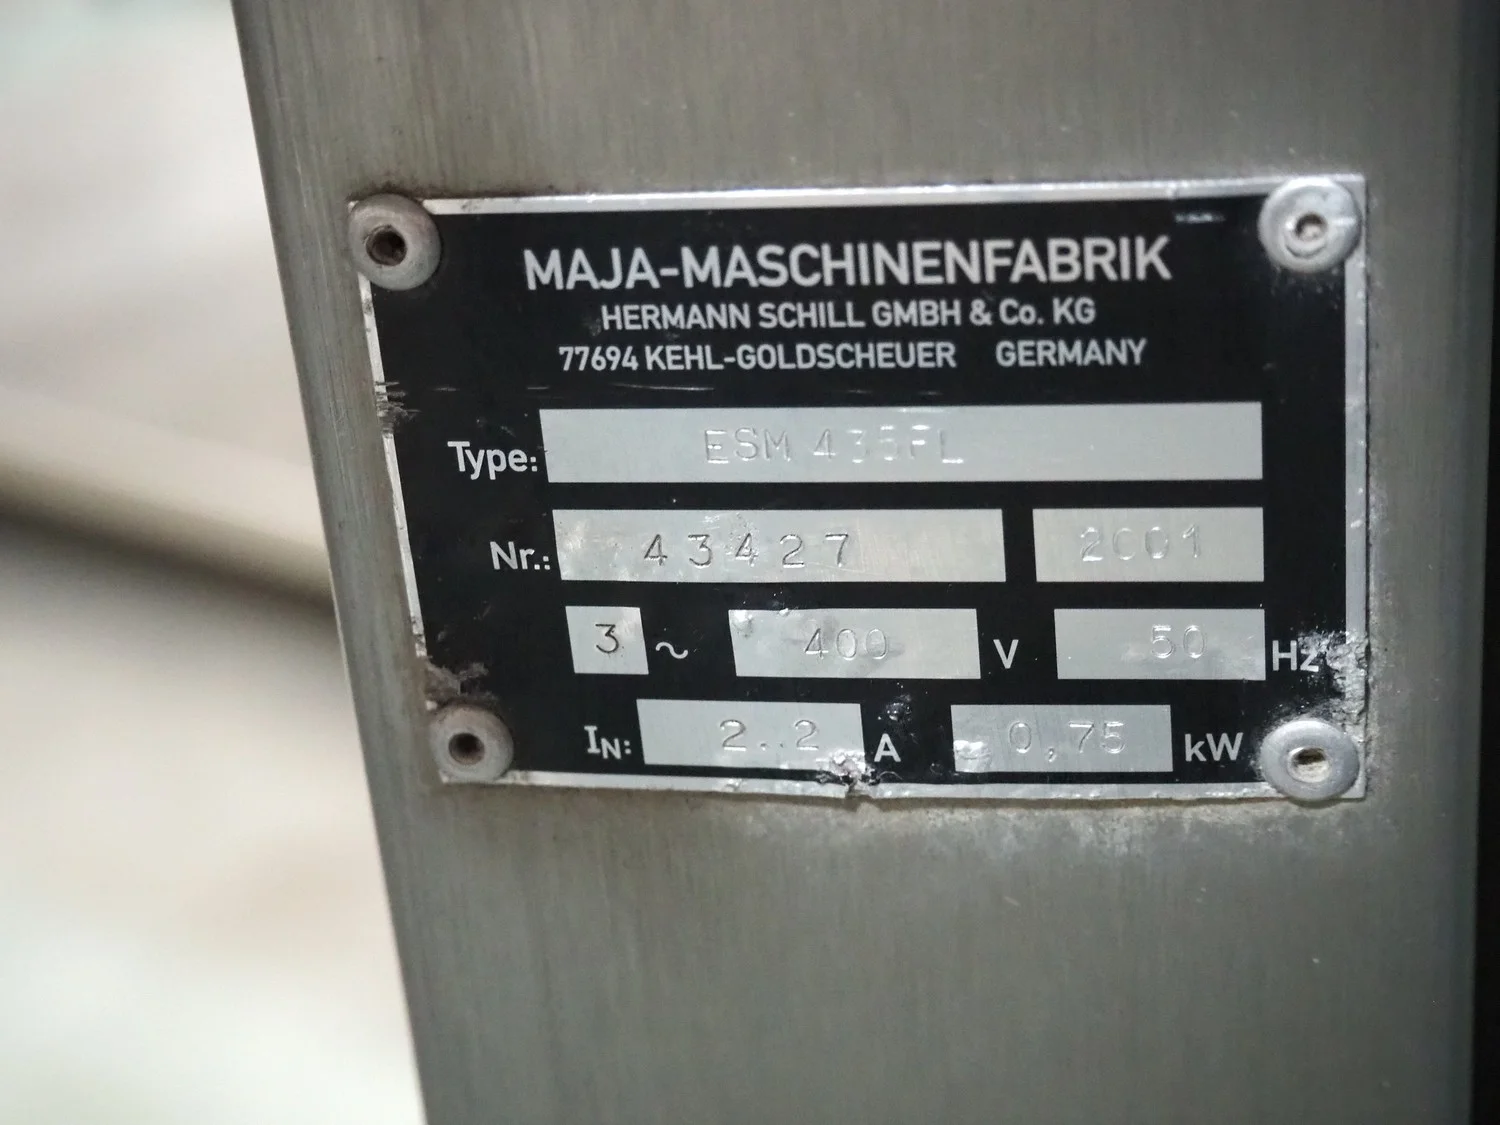 MAJA-MASCHINENFABRIK
HERMANN SCHILL GMBH & Co. KG
77694 KEHL-GOLDSCHEUER GERMANY
Type: ESM 435FL
Nr.: 43427 2001
3 ~ 400 V 50 Hz
IN: 2.2 A 0,75 kW